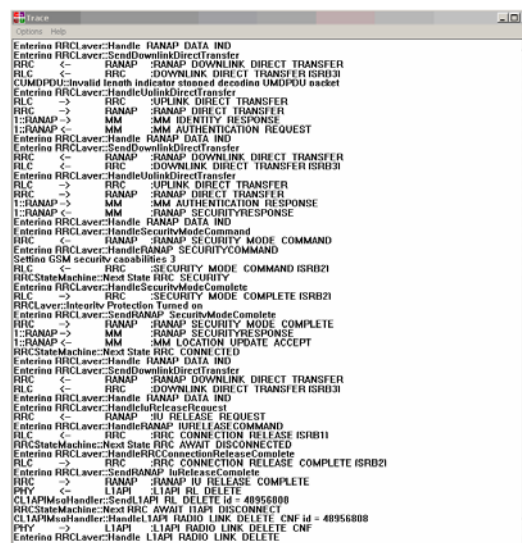 Trace
Options Help
Entering RRCLayer::Handle RANAP DATA IND
Entering RRCLayer::SendDownlinkDirectTransfer
RRC <- RANAP :RANAP DOWNLINK DIRECT TRANSFER
RLC <- RRC :DOWNLINK DIRECT TRANSFER [SRB3]
CUMDPDU::Invalid length indicator stopped decoding UMDPDU packet
Entering RRCLayer::HandleUplinkDirectTransfer
RLC -> RRC :UPLINK DIRECT TRANSFER
RRC -> RANAP :RANAP DIRECT TRANSFER
1::RANAP -> MM :MM IDENTITY RESPONSE
1::RANAP <- MM :MM AUTHENTICATION REQUEST
Entering RRCLayer::Handle RANAP DATA IND
Entering RRCLayer::SendDownlinkDirectTransfer
RRC <- RANAP :RANAP DOWNLINK DIRECT TRANSFER
RLC <- RRC :DOWNLINK DIRECT TRANSFER [SRB3]
Entering RRCLayer::HandleUplinkDirectTransfer
RLC -> RRC :UPLINK DIRECT TRANSFER
RRC -> RANAP :RANAP DIRECT TRANSFER
1::RANAP -> MM :MM AUTHENTICATION RESPONSE
1::RANAP <- MM :RANAP SECURITYRESPONSE
Entering RRCLayer::Handle RANAP DATA IND
Entering RRCLayer::HandleSecurityModeCommand
RRC <- RANAP :RANAP SECURITY MODE COMMAND
Entering RRCLayer::HandleRANAP SECURITYCOMMAND
Setting GSM security capabilities 3
RLC <- RRC :SECURITY MODE COMMAND [SRB2]
RRCStateMachine::Next State RRC SECURITY
Entering RRCLayer::HandleSecurityModeComplete
RLC -> RRC :SECURITY MODE COMPLETE [SRB2]
RRCLayer::Integrity Protection Turned on
Entering RRCLayer::SendRANAP SecurityModeComplete
RRC -> RANAP :RANAP SECURITY MODE COMPLETE
1::RANAP -> MM :RANAP SECURITYRESPONSE
1::RANAP <- MM :MM LOCATION UPDATE ACCEPT
RRCStateMachine::Next State RRC CONNECTED
Entering RRCLayer::Handle RANAP DATA IND
Entering RRCLayer::SendDownlinkDirectTransfer
RRC <- RANAP :RANAP DOWNLINK DIRECT TRANSFER
RLC <- RRC :DOWNLINK DIRECT TRANSFER [SRB3]
Entering RRCLayer::HandleIuReleaseRequest
RRC <- RANAP :IU RELEASE REQUEST
Entering RRCLayer::HandleRANAP IURELEASECOMMAND
RLC <- RRC :RRC CONNECTION RELEASE [SRB1]
RRCStateMachine::Next State RRC AWAIT DISCONNECTED
Entering RRCLayer::HandleRRCConnectionReleaseComplete
RLC -> RRC :RRC CONNECTION RELEASE COMPLETE [SRB2]
Entering RRCLayer::SendRANAP IuReleaseComplete
RRC -> RANAP :RANAP IU RELEASE COMPLETE
PHY <- L1API :L1API RL DELETE
CL1APIMsgHandler::SendL1API RL DELETE id = 48956808
RRCStateMachine::Next RRC AWAIT l1API DISCONNECT
CL1APIMsgHandler::HandleL1API RADIO LINK DELETE CNF id = 48956808
PHY -> L1API :L1API RADIO LINK DELETE CNF
Entering RRCLayer::Handle L1API RADIO LINK DELETE